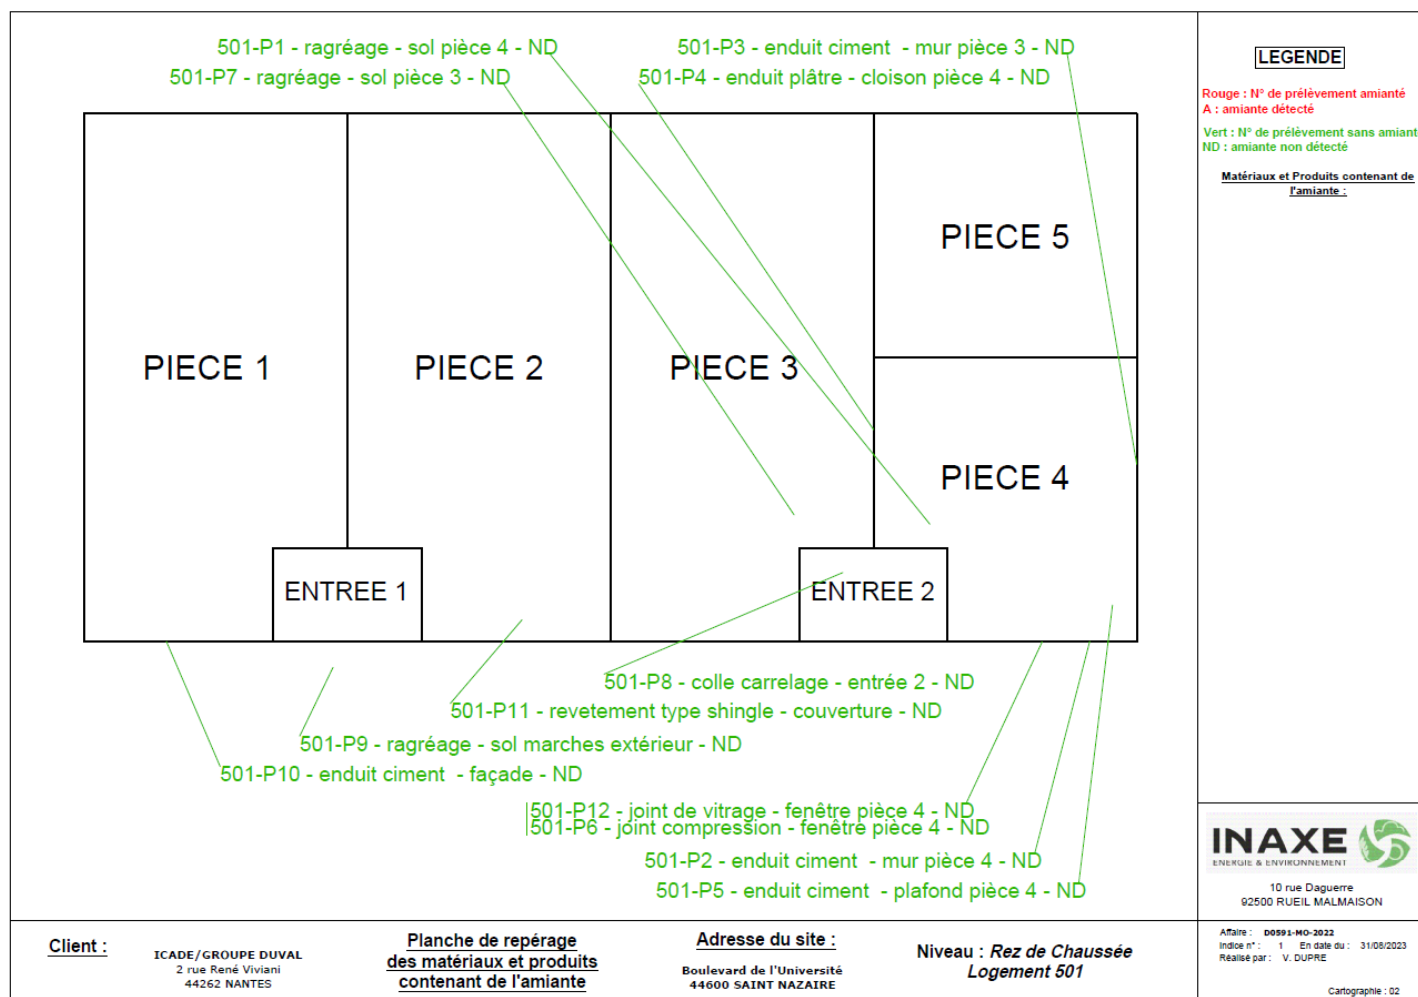 501-P1 - ragréage - sol pièce 4 - ND
501-P7 - ragréage - sol pièce 3 - ND
501-P3 - enduit ciment - mur pièce 3 - ND
501-P4 - enduit plâtre - cloison pièce 4 - ND
PIECE 1
PIECE 2
PIECE 3
PIECE 5
PIECE 4
ENTREE 1
ENTREE 2
501-P8 - colle carrelage - entrée 2 - ND
501-P11 - revetement type shingle - couverture - ND
501-P9 - ragréage - sol marches extérieur - ND
501-P10 - enduit ciment - façade - ND
501-P12 - joint de vitrage - fenêtre pièce 4 - ND
501-P6 - joint compression - fenêtre pièce 4 - ND
501-P2 - enduit ciment - mur pièce 4 - ND
501-P5 - enduit ciment - plafond pièce 4 - ND
LEGENDE
Rouge : N° de prélèvement amianté
A : amiante détecté
Vert : N° de prélèvement sans amiant
ND : amiante non détecté
Matériaux et Produits contenant de
l'amiante :
INAXE
ENERGIE & ENVIRONNEMENT
10 rue Daguerre
92500 RUEIL MALMAISON
Client :
ICADE/GROUPE DUVAL
2 rue René Viviani
44262 NANTES
Planche de repérage
des matériaux et produits
contenant de l'amiante
Adresse du site :
Boulevard de l'Université
44600 SAINT NAZAIRE
Niveau : Rez de Chaussée
Logement 501
Affaire : D0591-MO-2022
Indice n° : 1 En date du : 31/08/2023
Réalisé par : V. DUPRE
Cartographie : 02